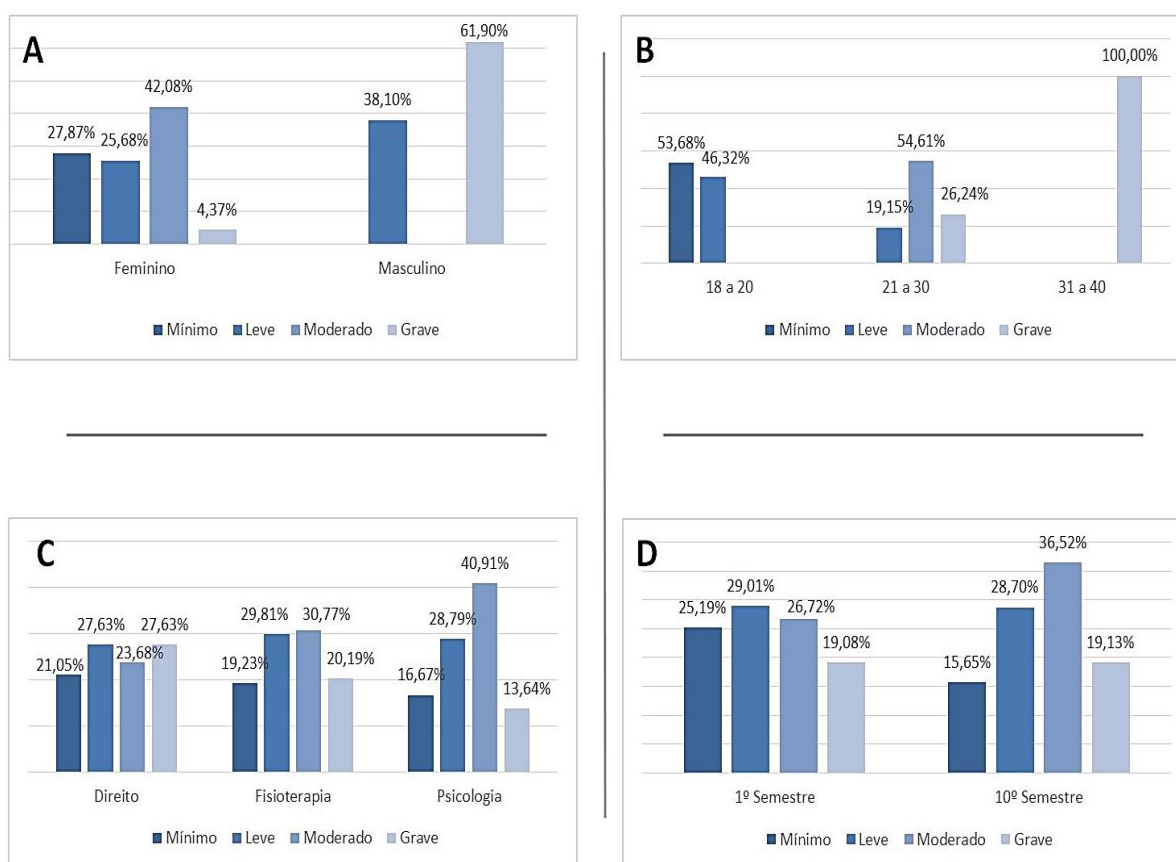 A
61,90%
42,08%
38,10%
27,87%
25,68%
4,37%
Feminino Masculino
Mínimo Leve Moderado Grave
B
100,00%
53,68%
46,32%
54,61%
19,15%
26,24%
18 a 20 21 a 30 31 a 40
Mínimo Leve Moderado Grave
C
21,05% 27,63% 23,68% 27,63%
19,23% 29,81% 30,77% 20,19%
16,67% 28,79% 40,91% 13,64%
Direito Fisioterapia Psicologia
Mínimo Leve Moderado Grave
D
25,19% 29,01% 26,72% 19,08%
15,65% 28,70% 36,52% 19,13%
1º Semestre 10º Semestre
Mínimo Leve Moderado Grave